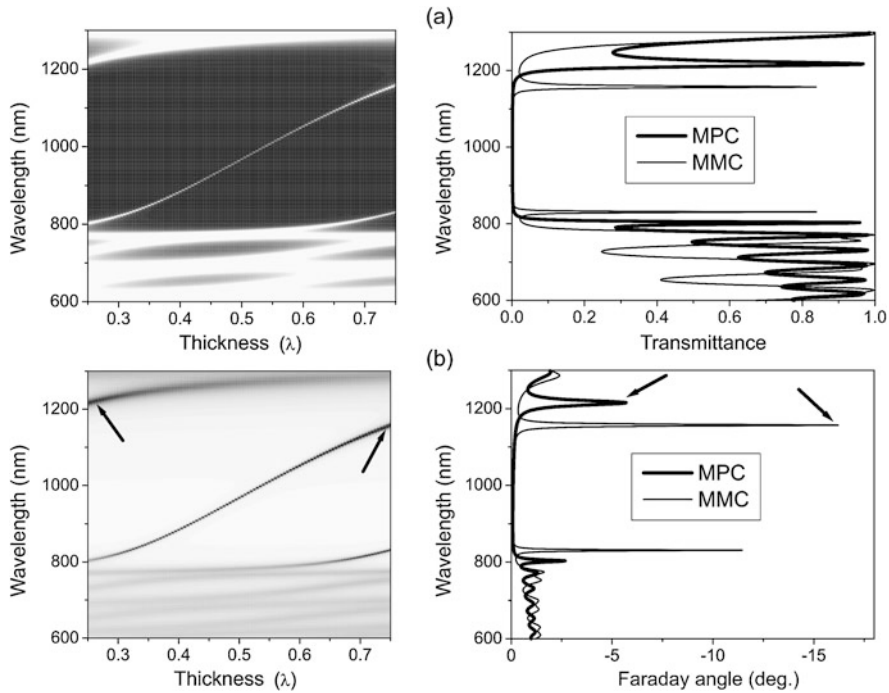 (a)
Wavelength (nm)
1200
1000
800
600
0.3 0.4 0.5 0.6 0.7
Thickness (λ)
Wavelength (nm)
1200
1000
800
600
MPC
MMC
0.0 0.2 0.4 0.6 0.8 1.0
Transmittance
(b)
Wavelength (nm)
1200
1000
800
600
0.3 0.4 0.5 0.6 0.7
Thickness (λ)
Wavelength (nm)
1200
1000
800
600
MPC
MMC
0 -5 -10 -15
Faraday angle (deg.)